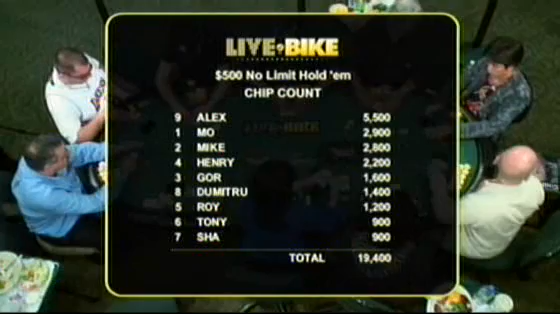 LIVE BIKE
$500 No Limit Hold 'em
CHIP COUNT
9 ALEX 5,500
1 MO 2,900
2 MIKE 2,800
4 HENRY 2,200
3 GOR 1,600
8 DUMITRU 1,400
5 ROY 1,200
6 TONY 900
7 SHA 900
TOTAL 19,400